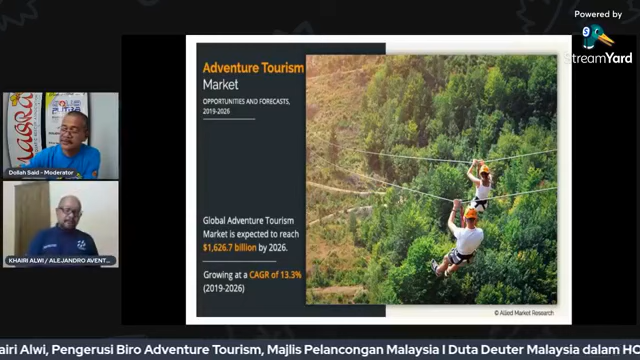 Powered by
StreamYard
Adventure Tourism
Market
OPPORTUNITIES AND FORECASTS,
2019-2026
Global Adventure Tourism
Market is expected to reach
$1,626.7 billion by 2026.
Growing at a CAGR of 13.3%
(2019-2026)
© Allied Market Research
Dollah Said - Moderator
KHAIRI ALWI / ALEJANDRO AVENT...
airi Alwi, Pengerusi Biro Adventure Tourism, Majlis Pelancongan Malaysia I Duta Deuter Malaysia dalam HO